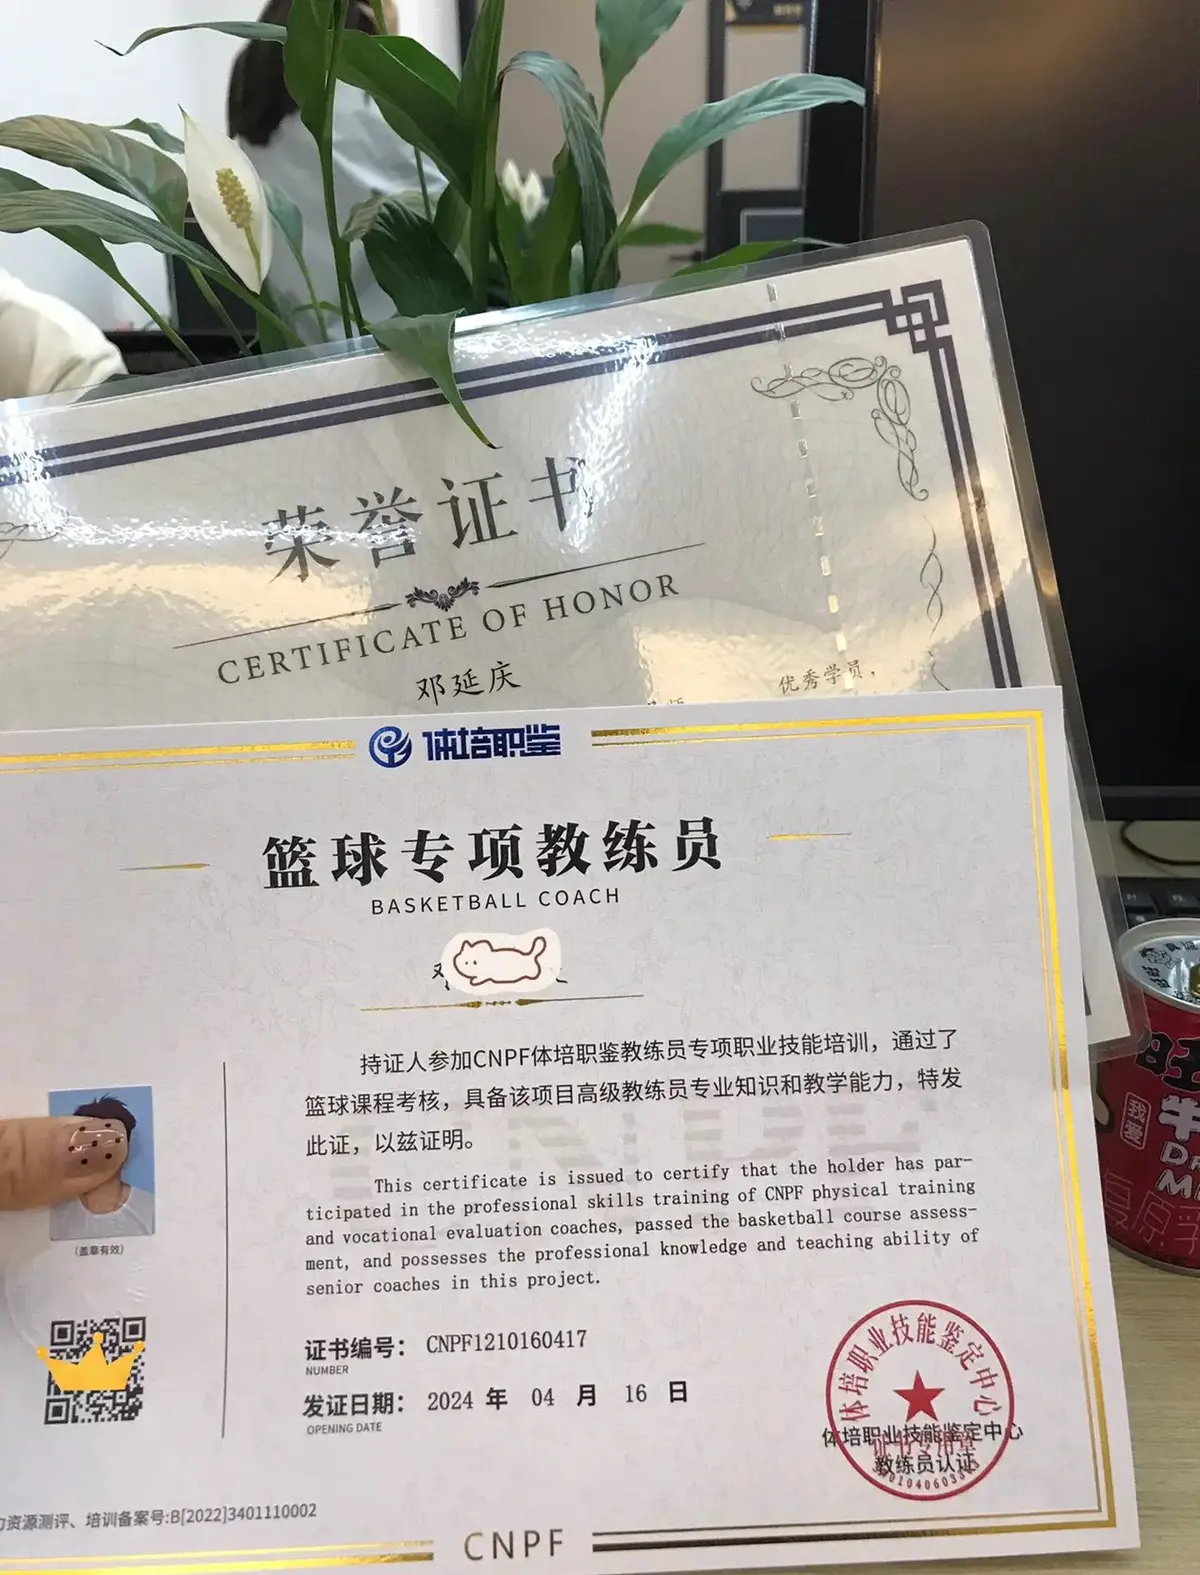 荣誉证书
CERTIFICATE OF HONOR
邓延庆
优秀学员，
体培职鉴
篮球专项教练员
BASKETBALL COACH
持证人参加CNPF体培职鉴教练员专项职业技能培训，通过了
篮球课程考核，具备该项目高级教练员专业知识和教学能力，特发
此证，以兹证明。
This certificate is issued to certify that the holder has par-
ticipated in the professional skills training of CNPF physical training
and vocational evaluation coaches, passed the basketball course assess-
ment, and possesses the professional knowledge and teaching ability of
senior coaches in this project.
（盖章有效）
证书编号： CNPF1210160417
NUMBER
发证日期： 2024 年 04 月 16 日
OPENING DATE
体培职业技能鉴定中心
体培职业技能鉴定中心
教练员认证
资源测评、培训备案号:B[2022]3401110002
CNPF
旺
我爱
牛